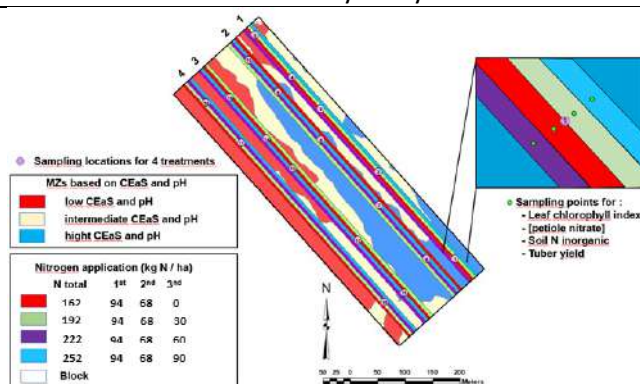 1
2
3
4
Sampling locations for 4 treatments
MZs based on CEaS and pH
low CEaS and pH
intermediate CEaS and pH
hight CEaS and pH
Nitrogen application (kg N / ha)
N total 1st 2nd 3nd
162 94 68 0
192 94 68 30
222 94 68 60
252 94 68 90
Block
Sampling points for :
- Leaf chlorophyll index
- [petiole nitrate]
- Soil N inorganic
- Tuber yield
N
50 25 0 50 100 150 200
Meters